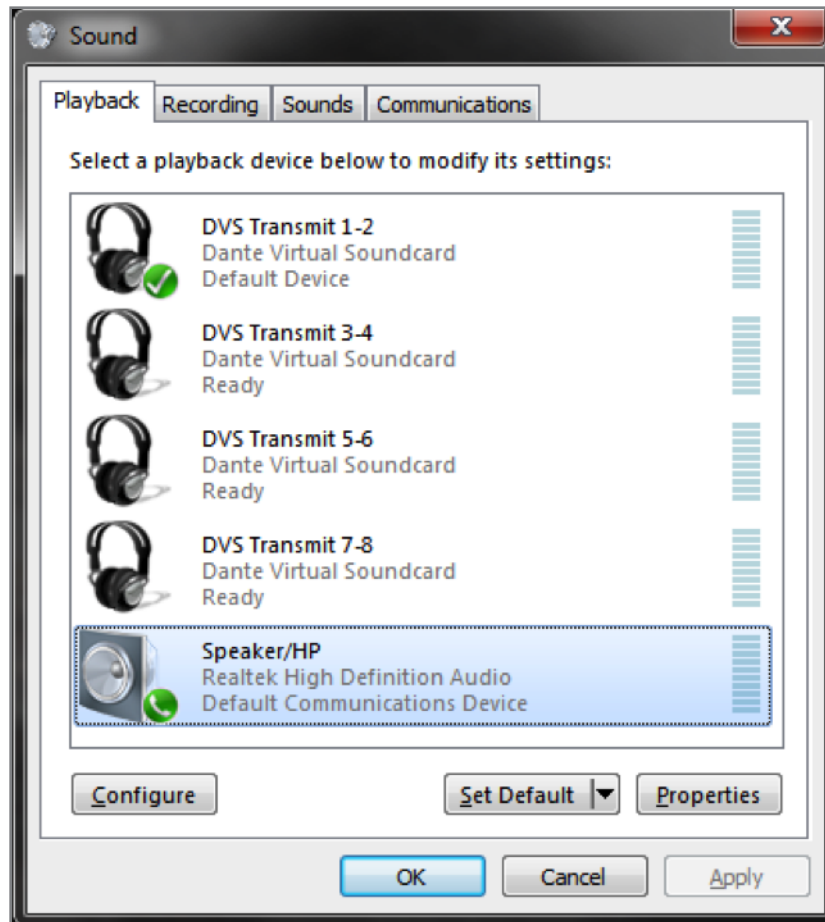 Sound
Playback Recording Sounds Communications
Select a playback device below to modify its settings:
DVS Transmit 1-2
Dante Virtual Soundcard
Default Device
DVS Transmit 3-4
Dante Virtual Soundcard
Ready
DVS Transmit 5-6
Dante Virtual Soundcard
Ready
DVS Transmit 7-8
Dante Virtual Soundcard
Ready
Speaker/HP
Realtek High Definition Audio
Default Communications Device
Configure Set Default Properties
OK Cancel Apply